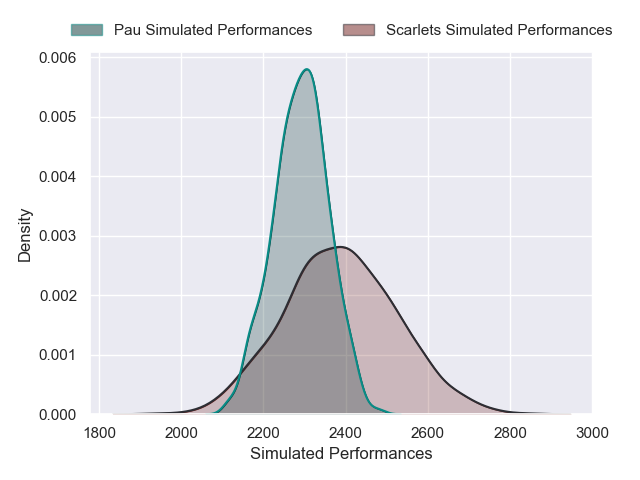 Pau Simulated Performances
Scarlets Simulated Performances
0.006
0.005
0.004
0.003
0.002
0.001
0.000
Density
1800 2000 2200 2400 2600 2800 3000
Simulated Performances